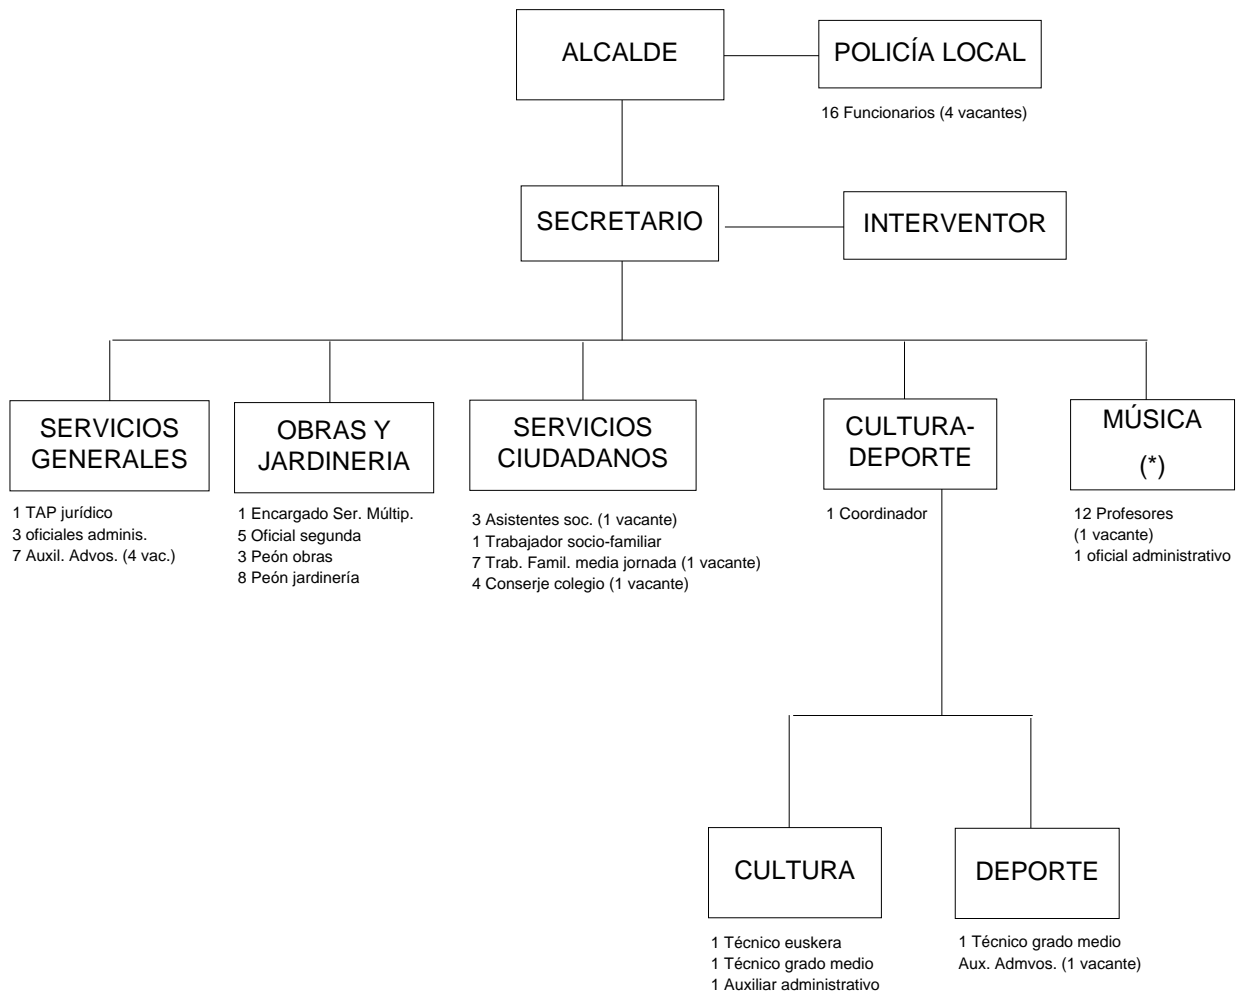 ALCALDE
POLICÍA LOCAL
16 Funcionarios (4 vacantes)
SECRETARIO
INTERVENTOR
SERVICIOS
GENERALES
1 TAP jurídico
3 oficiales adminis.
7 Auxil. Advos. (4 vac.)
OBRAS Y
JARDINERIA
1 Encargado Ser. Múltip.
5 Oficial segunda
3 Peón obras
8 Peón jardinería
SERVICIOS
CIUDADANOS
3 Asistentes soc. (1 vacante)
1 Trabajador socio-familiar
7 Trab. Famil. media jornada (1 vacante)
4 Conserje colegio (1 vacante)
CULTURA-
DEPORTE
1 Coordinador
MÚSICA
(*)
12 Profesores
(1 vacante)
1 oficial administrativo
CULTURA
1 Técnico euskera
1 Técnico grado medio
1 Auxiliar administrativo
DEPORTE
1 Técnico grado medio
Aux. Admvos. (1 vacante)